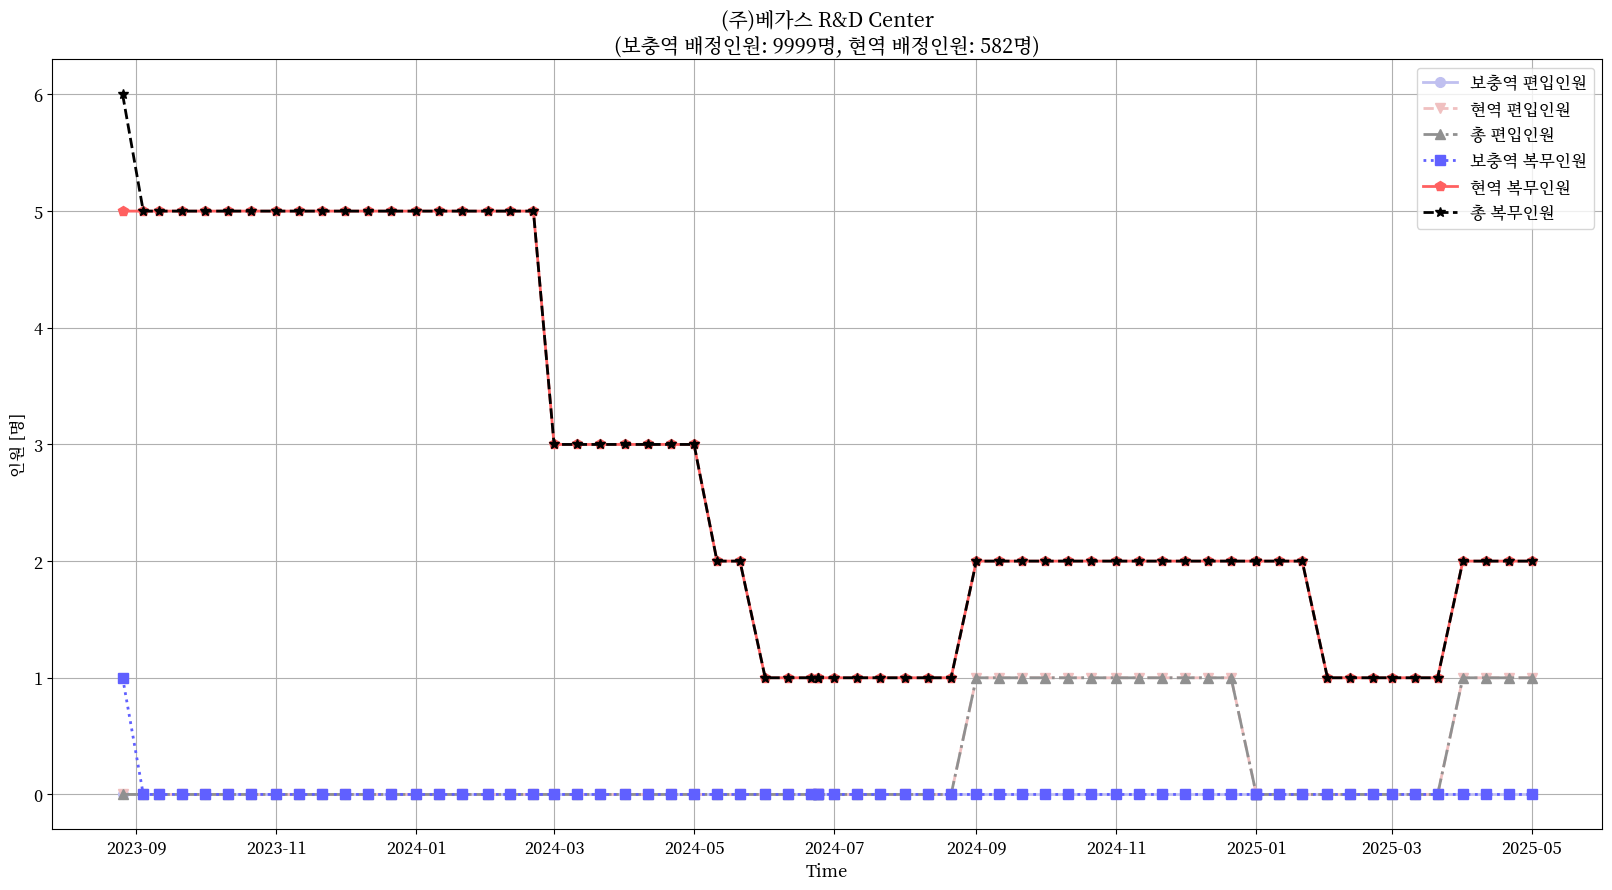 (주)베가스 R&D Center
(보충역 배정인원: 9999명, 현역 배정인원: 582명)
보충역 편입인원
현역 편입인원
총 편입인원
보충역 복무인원
현역 복무인원
총 복무인원
인원 [명]
6
5
4
3
2
1
0
2023-09 2023-11 2024-01 2024-03 2024-05 2024-07 2024-09 2024-11 2025-01 2025-03 2025-05
Time